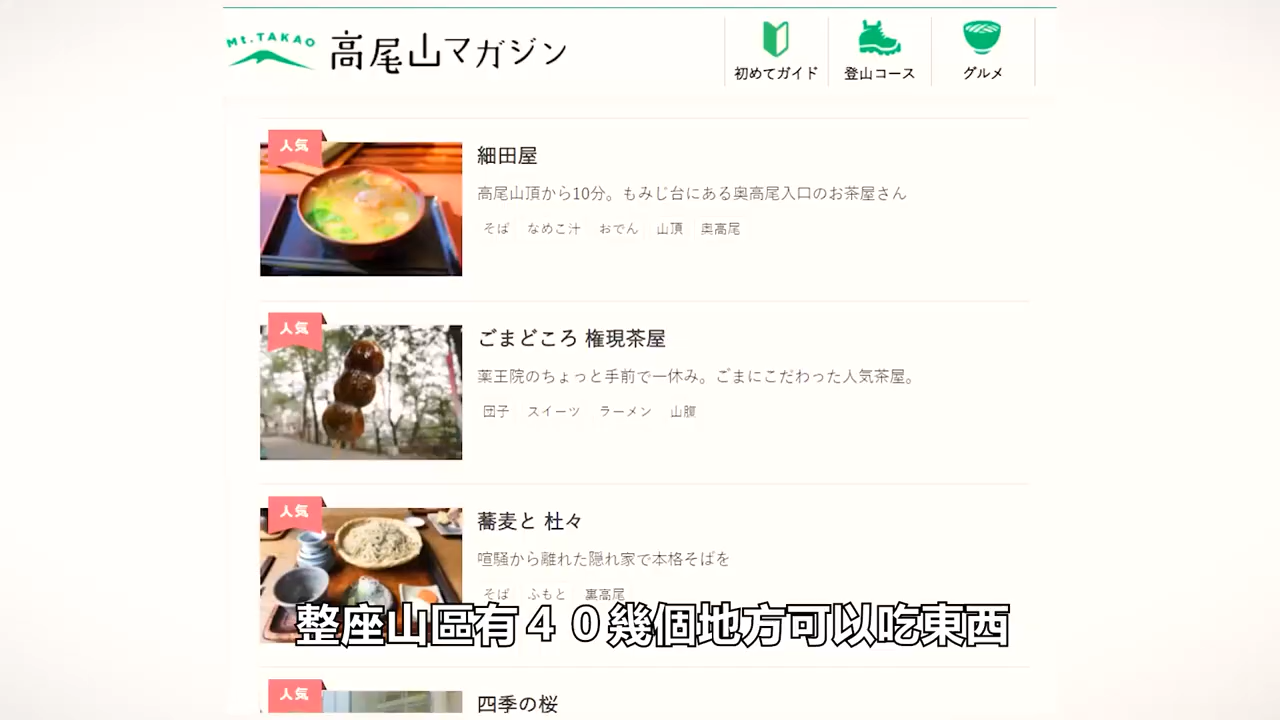 Mt.TAKAO
高尾山マガジン
初めてガイド
登山コース
グルメ
人気
細田屋
高尾山頂から10分。もみじ台にある奥高尾入口のお茶屋さん
そば なめこ汁 おでん 山頂 奥高尾
人気
ごまどころ 権現茶屋
薬王院のちょっと手前で一休み。ごまにこだわった人気茶屋。
団子 スイーツ ラーメン 山腹
人気
蕎麦と 杜々
喧騒から離れた隠れ家で本格そばを
そば ふもと 裏高尾
整座山區有40幾個地方可以吃東西
人気
四季の桜